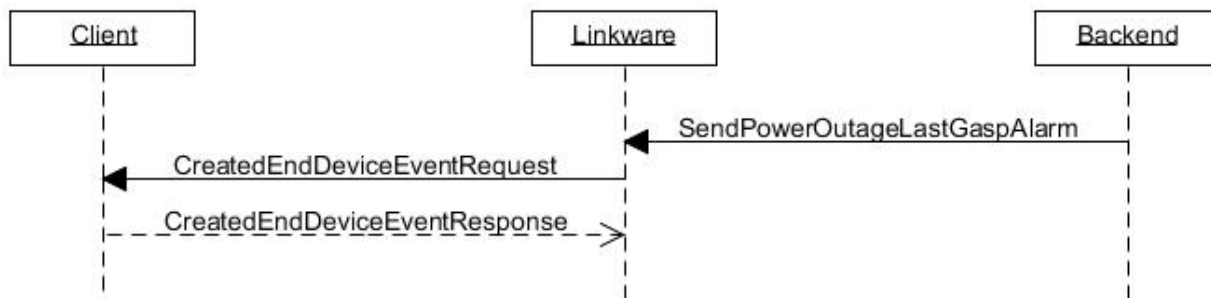 Client
Linkware
Backend
SendPowerOutageLastGaspAlarm
CreatedEndDeviceEventRequest
CreatedEndDeviceEventResponse